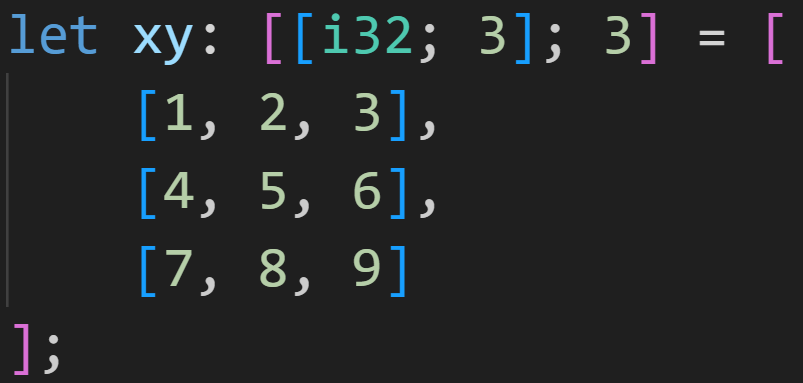 let xy: [[i32; 3]; 3] = [
    [1, 2, 3],
    [4, 5, 6],
    [7, 8, 9]
];